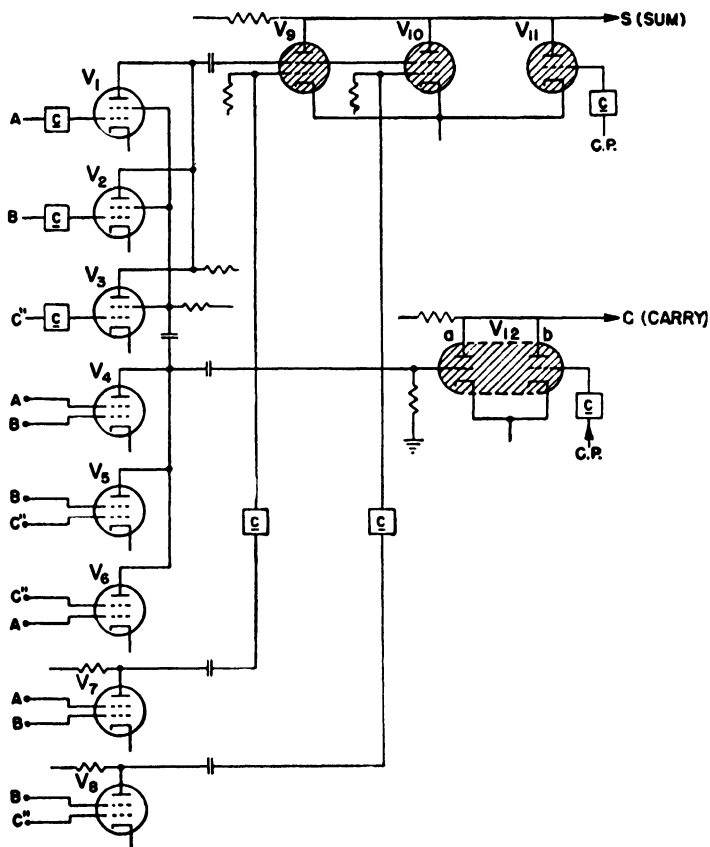 S (SUM)
V9
V10
V11
C
C.P.
V1
A
C
V2
B
C
V3
C"
C
C (CARRY)
a
V12
b
C
C.P.
V4
A
B
V5
B
C"
C
C
V6
C"
A
V7
A
B
V8
B
C"